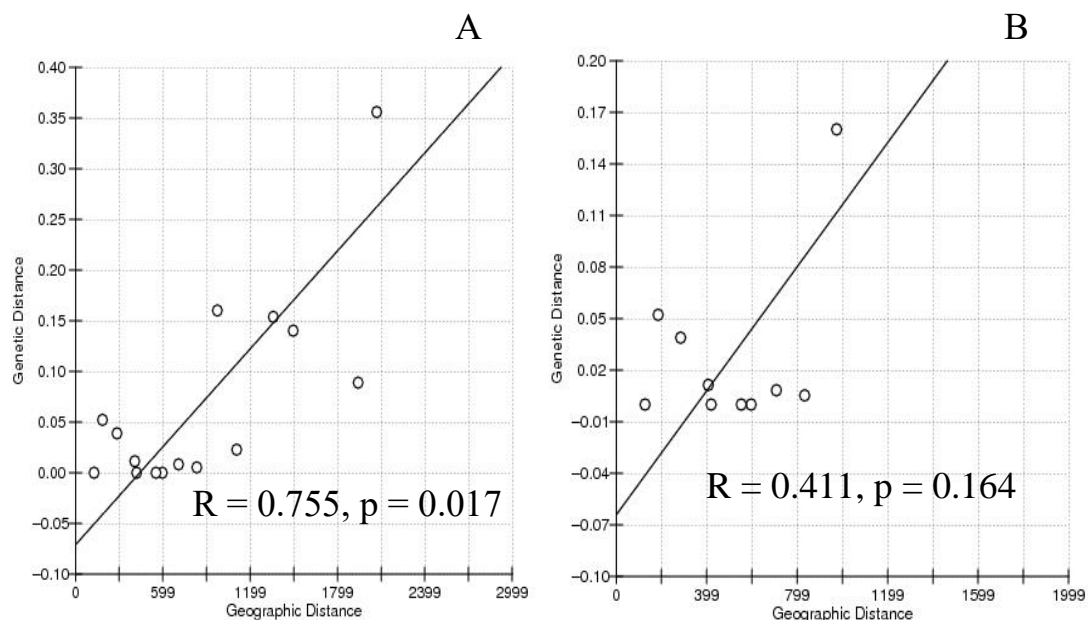 A
0.40
0.35
0.30
0.25
0.20
0.15
0.10
0.05
0.00
−0.05
−0.10
Genetic Distance
R = 0.755, p = 0.017
0 599 1199 1799 2399 2999
Geographic Distance
B
0.20
0.17
0.14
0.11
0.08
0.05
0.02
−0.01
−0.04
−0.07
−0.10
Genetic Distance
R = 0.411, p = 0.164
0 399 799 1199 1599 1999
Geographic Distance